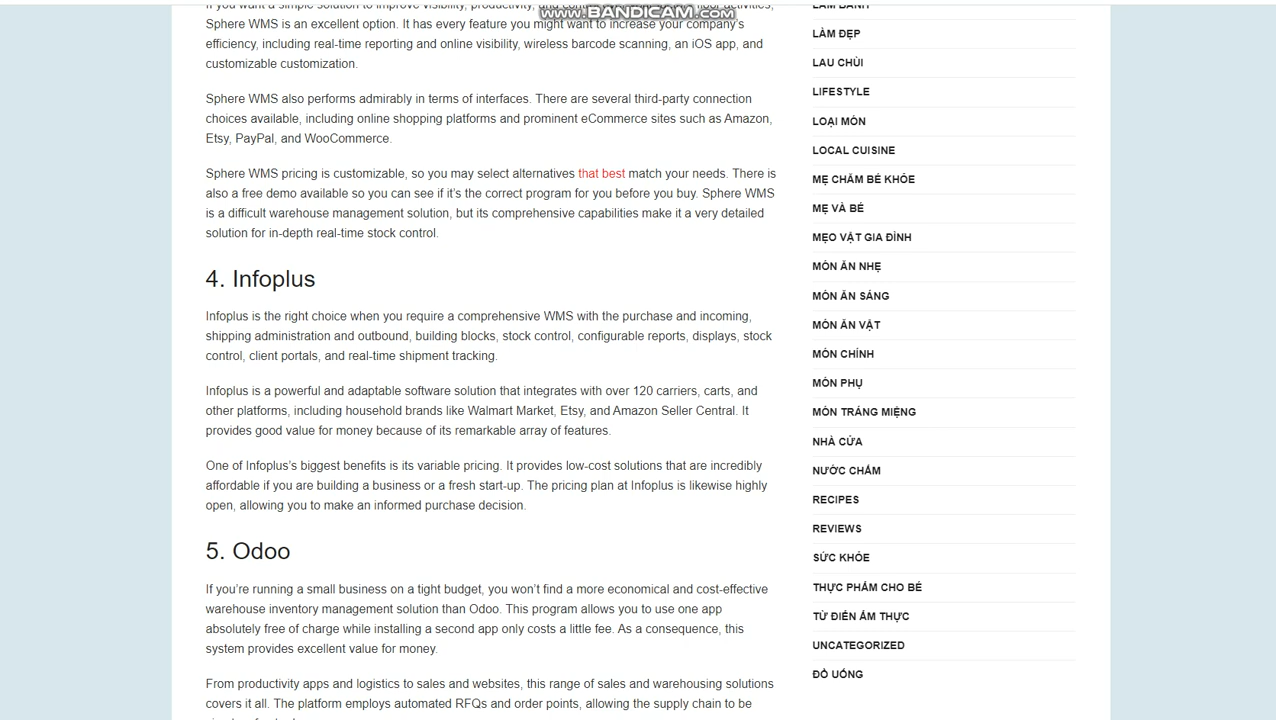 www.BANDICAM.com
Sphere WMS is an excellent option. It has every feature you might want to increase your company's
efficiency, including real-time reporting and online visibility, wireless barcode scanning, an iOS app, and
customizable customization.
Sphere WMS also performs admirably in terms of interfaces. There are several third-party connection
choices available, including online shopping platforms and prominent eCommerce sites such as Amazon,
Etsy, PayPal, and WooCommerce.
Sphere WMS pricing is customizable, so you may select alternatives that best match your needs. There is
also a free demo available so you can see if it's the correct program for you before you buy. Sphere WMS
is a difficult warehouse management solution, but its comprehensive capabilities make it a very detailed
solution for in-depth real-time stock control.
4. Infoplus
Infoplus is the right choice when you require a comprehensive WMS with the purchase and incoming,
shipping administration and outbound, building blocks, stock control, configurable reports, displays, stock
control, client portals, and real-time shipment tracking.
Infoplus is a powerful and adaptable software solution that integrates with over 120 carriers, carts, and
other platforms, including household brands like Walmart Market, Etsy, and Amazon Seller Central. It
provides good value for money because of its remarkable array of features.
One of Infoplus's biggest benefits is its variable pricing. It provides low-cost solutions that are incredibly
affordable if you are building a business or a fresh start-up. The pricing plan at Infoplus is likewise highly
open, allowing you to make an informed purchase decision.
5. Odoo
If you're running a small business on a tight budget, you won't find a more economical and cost-effective
warehouse inventory management solution than Odoo. This program allows you to use one app
absolutely free of charge while installing a second app only costs a little fee. As a consequence, this
system provides excellent value for money.
From productivity apps and logistics to sales and websites, this range of sales and warehousing solutions
covers it all. The platform employs automated RFQs and order points, allowing the supply chain to be
LÀM BÁNH
LÀM ĐẸP
LAU CHÙI
LIFESTYLE
LOẠI MÓN
LOCAL CUISINE
MẸ CHĂM BÉ KHỎE
MẸ VÀ BÉ
MẸO VẶT GIA ĐÌNH
MÓN ĂN NHẸ
MÓN ĂN SÁNG
MÓN ĂN VẶT
MÓN CHÍNH
MÓN PHỤ
MÓN TRÁNG MIỆNG
NHÀ CỬA
NƯỚC CHẤM
RECIPES
REVIEWS
SỨC KHỎE
THỰC PHẨM CHO BÉ
TỪ ĐIỂN ẨM THỰC
UNCATEGORIZED
ĐỒ UỐNG